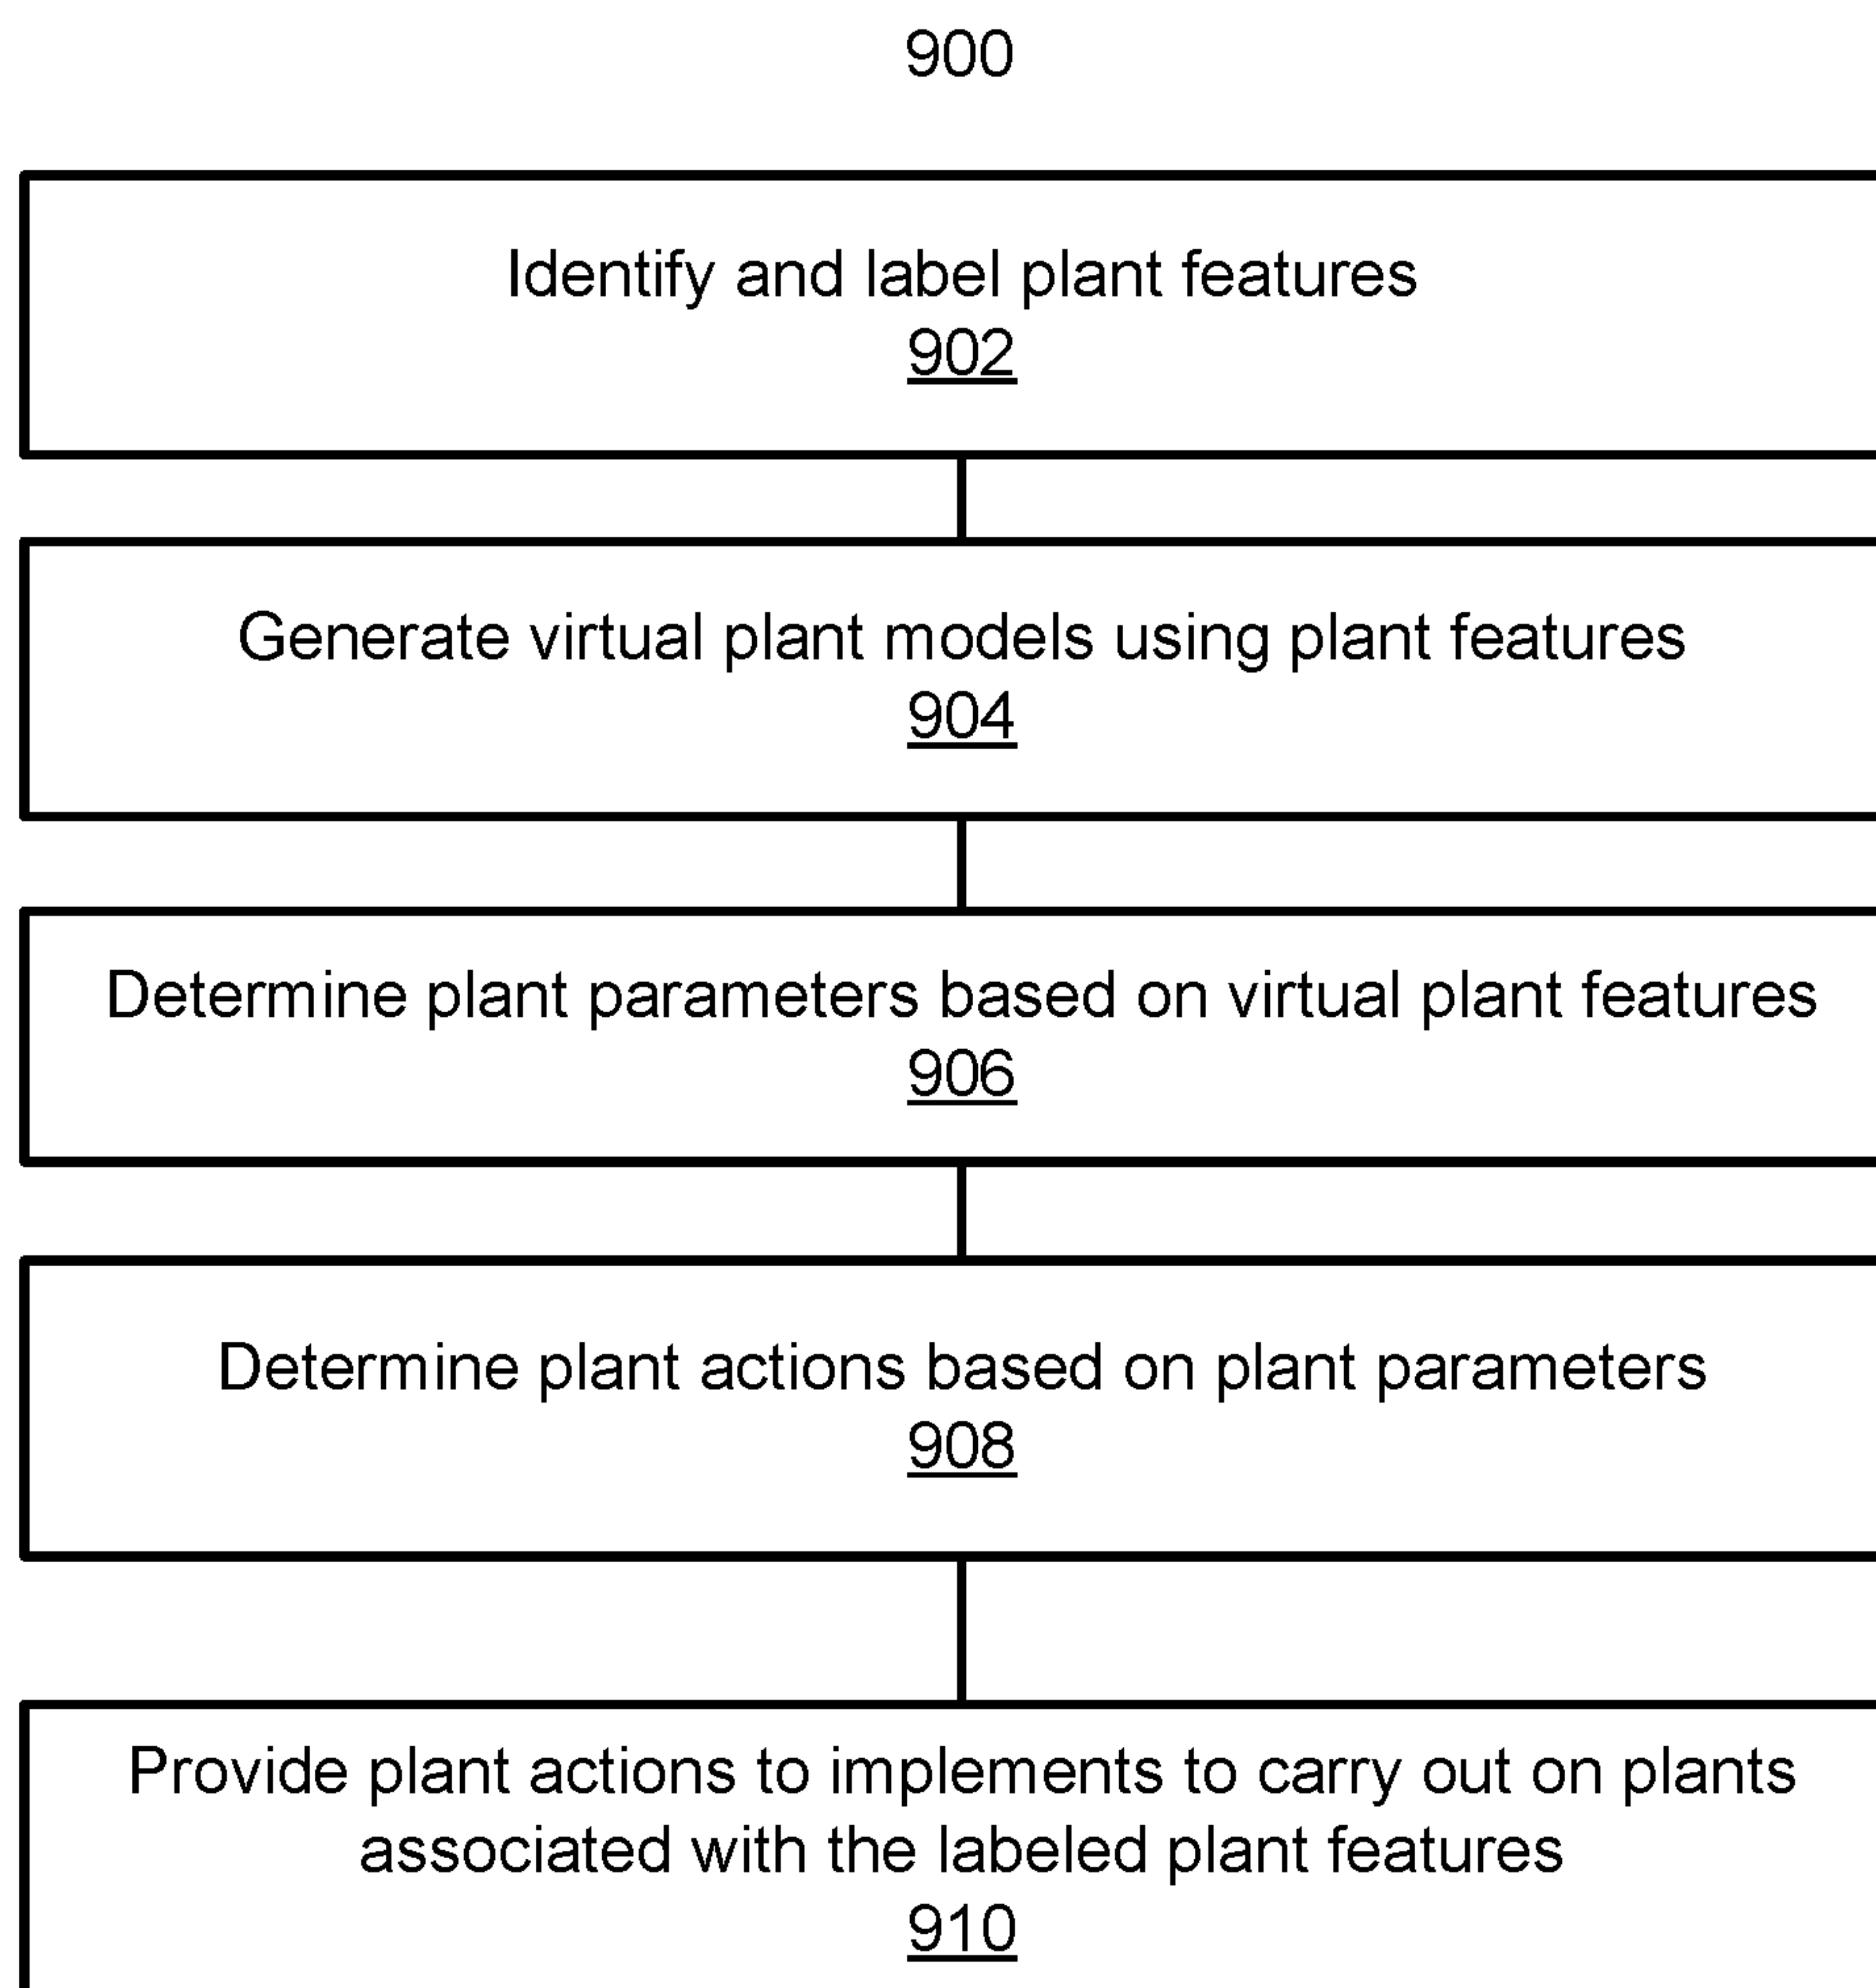 900
Identify and label plant features
902
Generate virtual plant models using plant features
904
Determine plant parameters based on virtual plant features
906
Determine plant actions based on plant parameters
908
Provide plant actions to implements to carry out on plants
associated with the labeled plant features
910